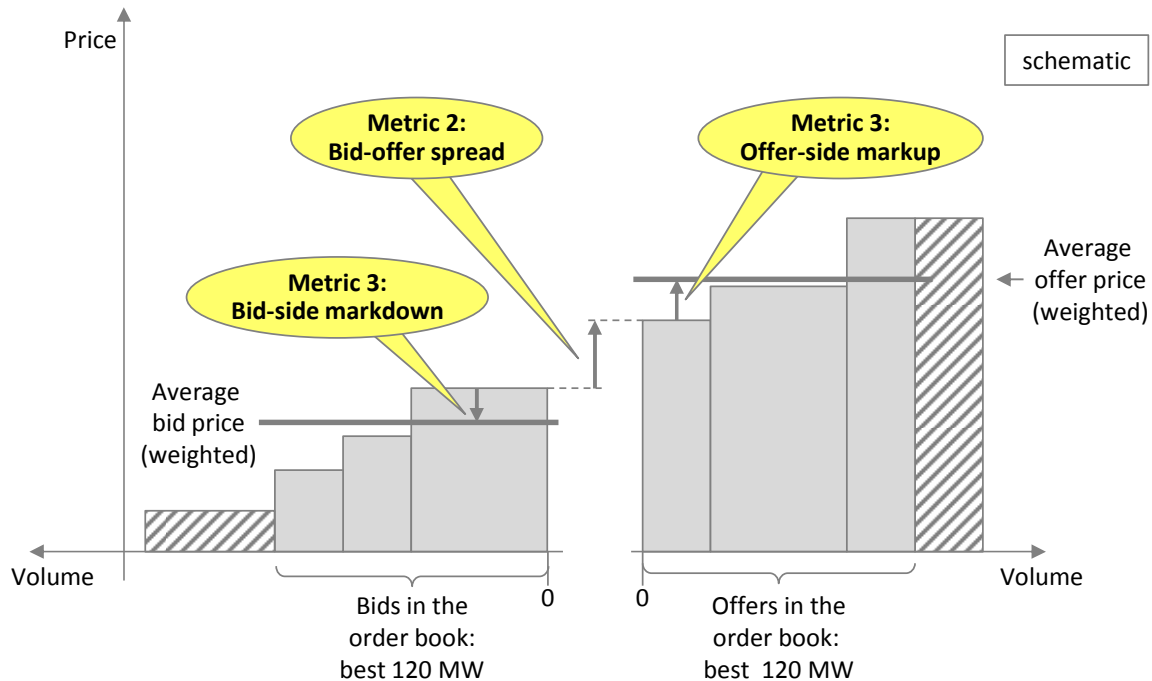 Price
schematic
Metric 2:
Bid-offer spread
Metric 3:
Offer-side markup
Average
offer price
(weighted)
Metric 3:
Bid-side markdown
Average
bid price
(weighted)
Volume
0
0
Volume
Bids in the
order book:
best 120 MW
Offers in the
order book:
best 120 MW